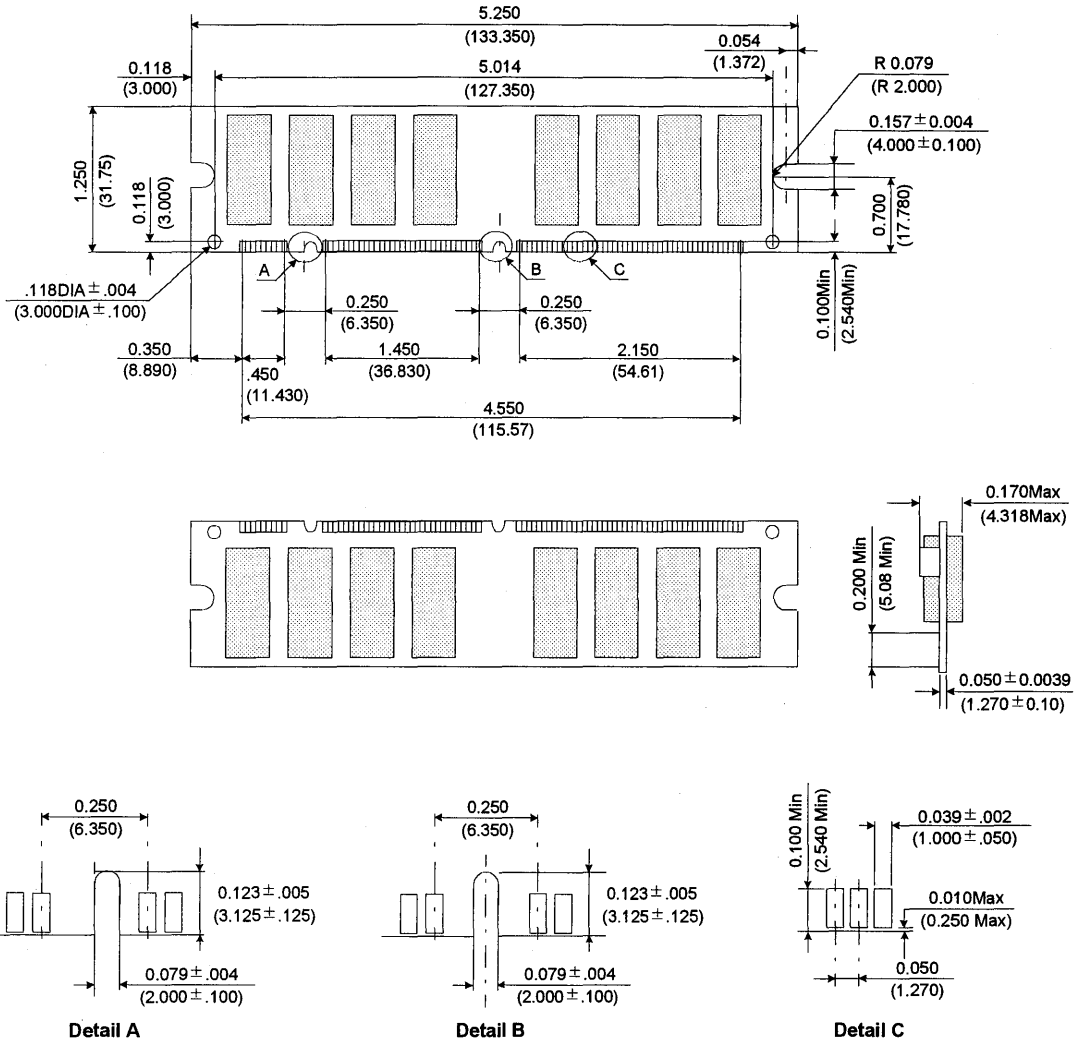 5.250
(133.350)
0.054
(1.372)
0.118
(3.000)
5.014
(127.350)
R 0.079
(R 2.000)
0.157±0.004
(4.000±0.100)
1.250
(31.75)
0.118
(3.000)
0.700
(17.780)
A
B
C
.118DIA±.004
(3.000DIA±.100)
0.250
(6.350)
0.250
(6.350)
0.100Min
(2.540Min)
0.350
(8.890)
.450
(11.430)
1.450
(36.830)
2.150
(54.61)
4.550
(115.57)
0.170Max
(4.318Max)
0.200 Min
(5.08 Min)
0.050±0.0039
(1.270±0.10)
0.250
(6.350)
0.123±.005
(3.125±.125)
0.079±.004
(2.000±.100)
Detail A
0.250
(6.350)
0.123±.005
(3.125±.125)
0.079±.004
(2.000±.100)
Detail B
0.100 Min
(2.540 Min)
0.039±.002
(1.000±.050)
0.010Max
(0.250 Max)
0.050
(1.270)
Detail C